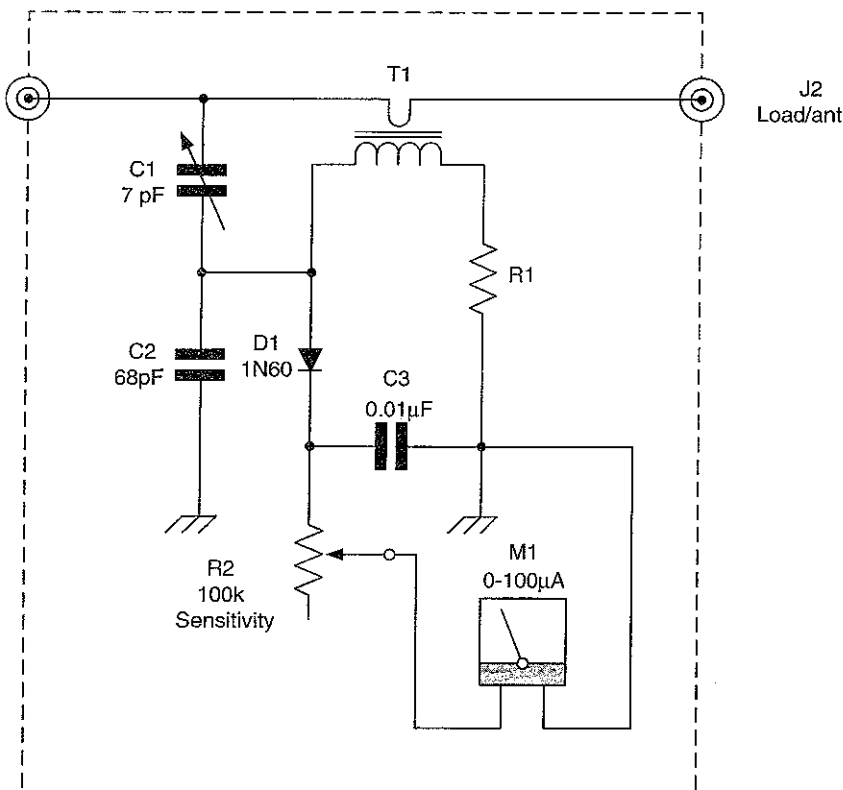 T1
J2
Load/ant
C1
7 pF
R1
C2
68pF
D1
1N60
C3
0.01µF
R2
100k
Sensitivity
M1
0-100µA